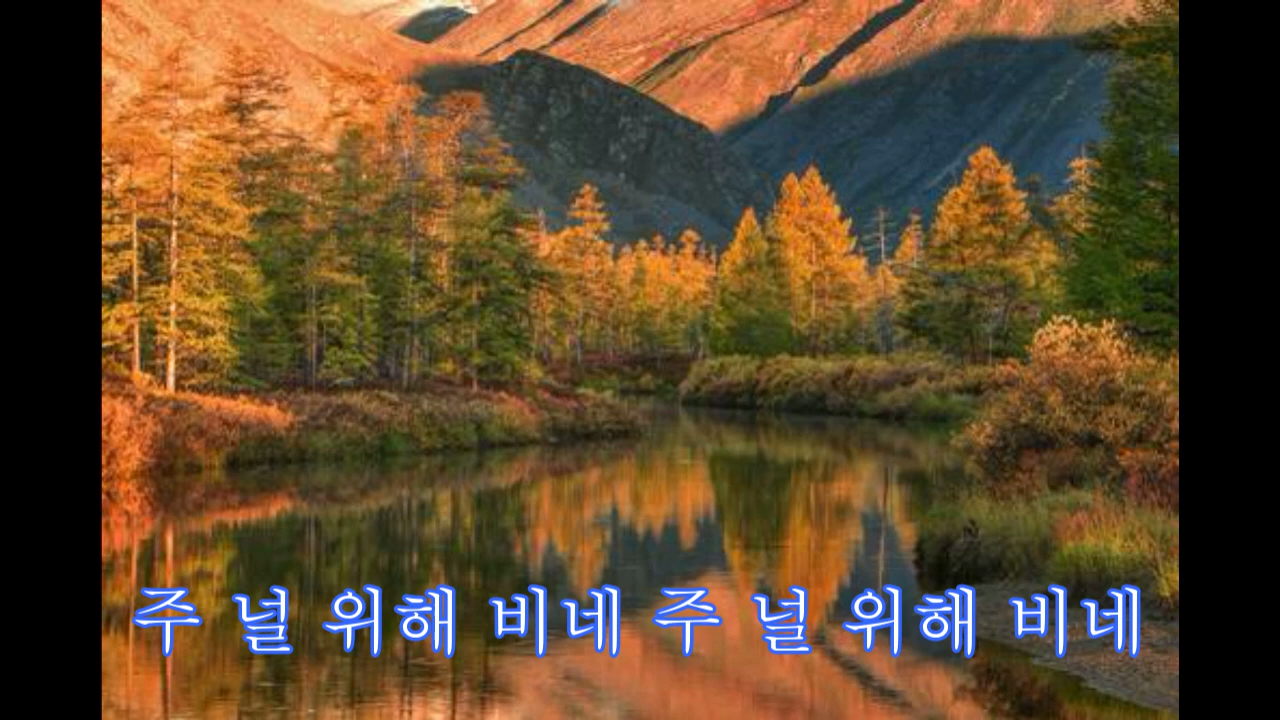 주 널 위해 비네 주 널 위해 비네